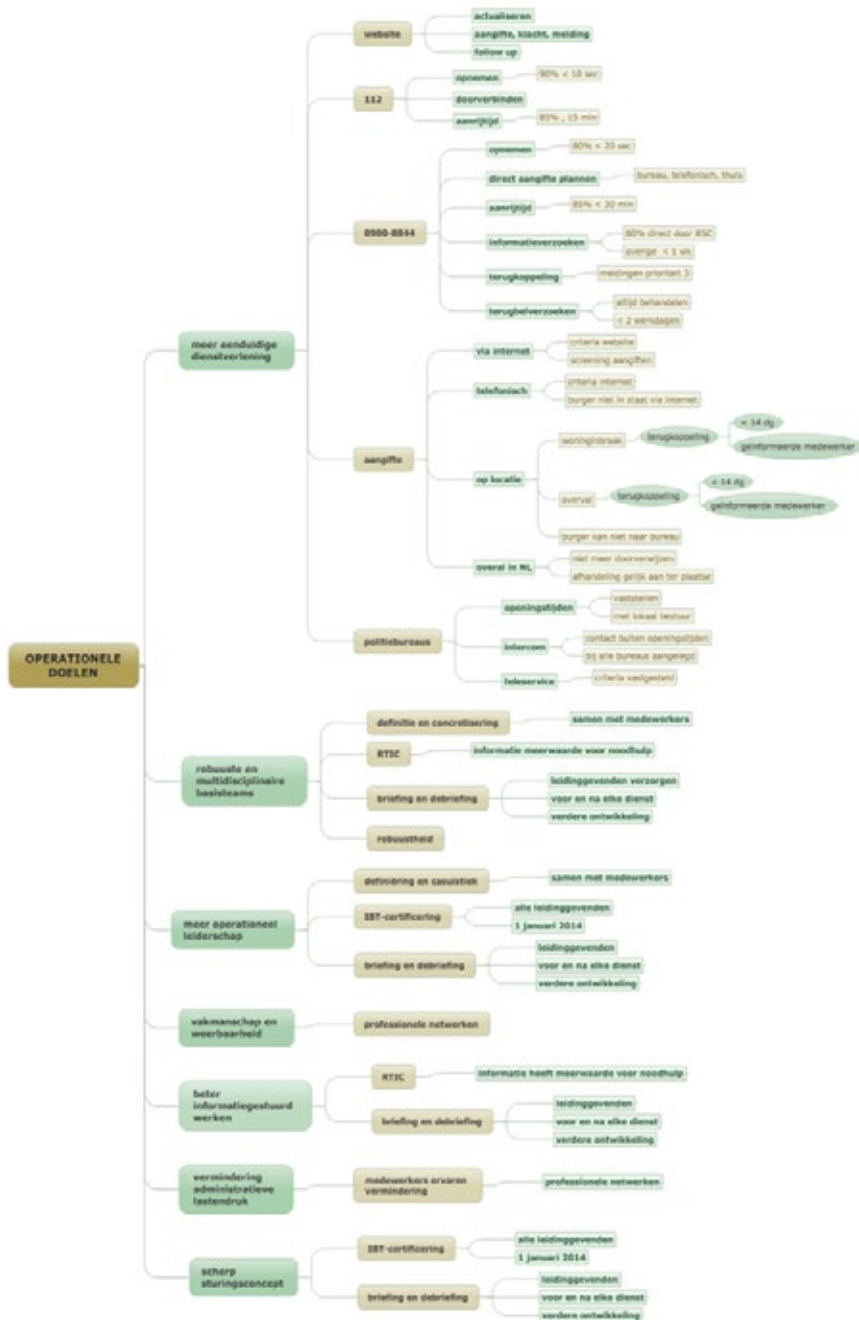 website
actualiseren
aangifte, klacht, melding
follow up
112
opnemen
90% < 10 sec
doorverbinden
aanrijtijd
85% , 15 min
0900-8844
opnemen
80% < 20 sec
direct aangifte plannen
bureau, telefonisch, thuis
aanrijtijd
80% < 30 min
informatieverzoeken
80% direct door RSC
overige < 1 wk
terugkoppeling
meldingen prioriteit 3
terugbelverzoeken
altijd behandelen
< 2 werkdagen
meer eenduidige
dienstverlening
aangifte
via internet
criteria website
screening aangiften
telefonisch
criteria internet
burger niet in staat via internet
op locatie
woninginbraak
terugkoppeling
< 14 dg
geinformeerde medewerker
overval
terugkoppeling
< 14 dg
geinformeerde medewerker
burger kan niet naar bureau
overal in NL
niet meer doorverwijzen
afhandeling gelijk aan ter plaatse
politiebureaus
openingstijden
vaststellen
met lokaal bestuur
intercom
contact buiten openingstijden
bij alle bureaus aangelegd
teleservice
criteria vastgesteld
OPERATIONELE
DOELEN
robuuste en
multidisciplinaire
basisteams
definitie en concretisering
samen met medewerkers
RTIC
informatie meerwaarde voor noodhulp
briefing en debriefing
leidinggevenden verzorgen
voor en na elke dienst
verdere ontwikkeling
robuustheid
meer operationeel
leiderschap
definiëring en casuistiek
samen met medewerkers
IBT-certificering
alle leidinggevenden
1 januari 2014
briefing en debriefing
leidinggevenden
voor en na elke dienst
verdere ontwikkeling
vakmanschap en
weerbaarheid
professionele netwerken
beter
informatiegestuurd
werken
RTIC
informatie heeft meerwaarde voor noodhulp
briefing en debriefing
leidinggevenden
voor en na elke dienst
verdere ontwikkeling
vermindering
administratieve
lastendruk
medewerkers ervaren
vermindering
professionele netwerken
scherp
sturingsconcept
IBT-certificering
alle leidinggevenden
1 januari 2014
briefing en debriefing
leidinggevenden
voor en na elke dienst
verdere ontwikkeling